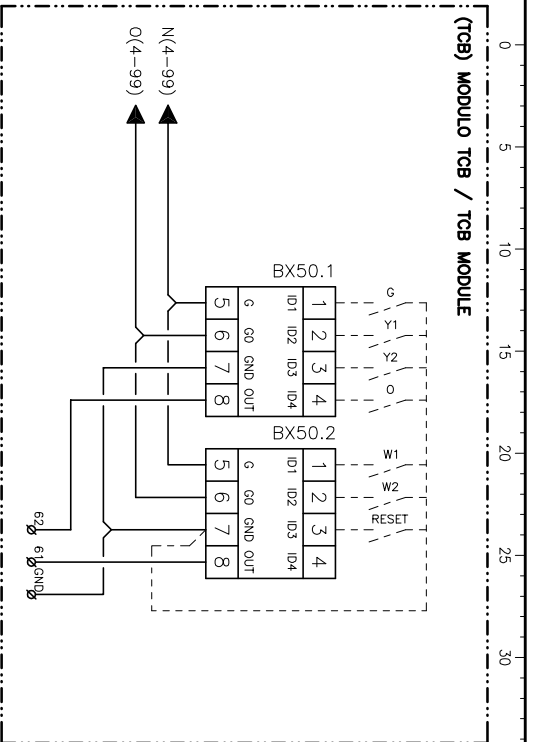 (TCB) MODULO TCB / TCB MODULE
0
5
10
15
20
25
30
N(4-99)
O(4-99)
BX50.1
1 ID1 G 5
2 ID2 G0 6
3 ID3 GND 7
4 ID4 OUT 8
G
Y1
Y2
O
BX50.2
1 ID1 G 5
2 ID2 G0 6
3 ID3 GND 7
4 ID4 OUT 8
W1
W2
RESET
62
61
GND